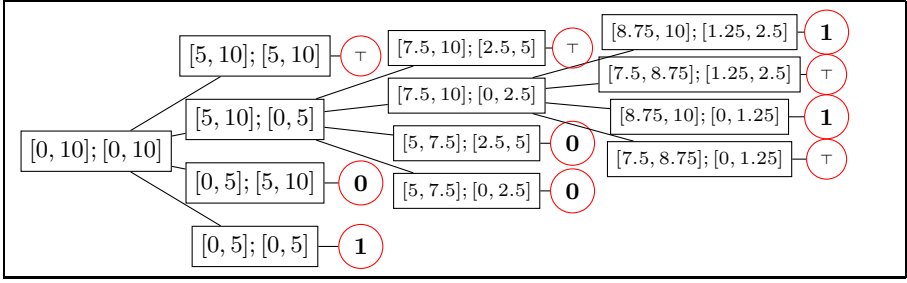 [0, 10]; [0, 10]
[5, 10]; [5, 10] ⊤
[5, 10]; [0, 5]
[0, 5]; [5, 10] 0
[0, 5]; [0, 5] 1
[7.5, 10]; [2.5, 5] ⊤
[7.5, 10]; [0, 2.5]
[5, 7.5]; [2.5, 5] 0
[5, 7.5]; [0, 2.5] 0
[8.75, 10]; [1.25, 2.5] 1
[7.5, 8.75]; [1.25, 2.5] ⊤
[8.75, 10]; [0, 1.25] 1
[7.5, 8.75]; [0, 1.25] ⊤